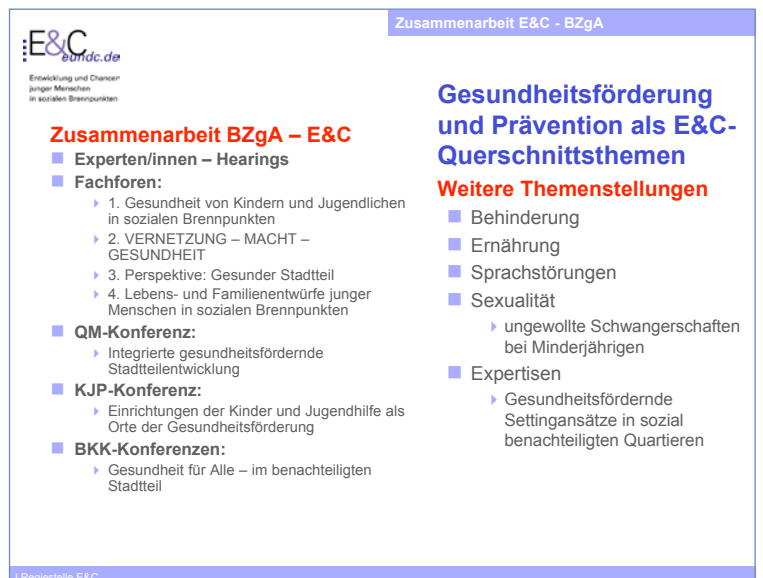 Zusammenarbeit E&C - BZgA
E&C
eundc.de
Entwicklung und Chancen
junger Menschen
in sozialen Brennpunkten
Zusammenarbeit BZgA – E&C
Experten/innen – Hearings
Fachforen:
1. Gesundheit von Kindern und Jugendlichen
in sozialen Brennpunkten
2. VERNETZUNG – MACHT –
GESUNDHEIT
3. Perspektive: Gesunder Stadtteil
4. Lebens- und Familienentwürfe junger
Menschen in sozialen Brennpunkten
QM-Konferenz:
Integrierte gesundheitsfördernde
Stadtteilentwicklung
KJP-Konferenz:
Einrichtungen der Kinder und Jugendhilfe als
Orte der Gesundheitsförderung
BKK-Konferenzen:
Gesundheit für Alle – im benachteiligten
Stadtteil
Gesundheitsförderung
und Prävention als E&C-
Querschnittsthemen
Weitere Themenstellungen
Behinderung
Ernährung
Sprachstörungen
Sexualität
ungewollte Schwangerschaften
bei Minderjährigen
Expertisen
Gesundheitsfördernde
Settingansätze in sozial
benachteiligten Quartieren
| Regiestelle E&C